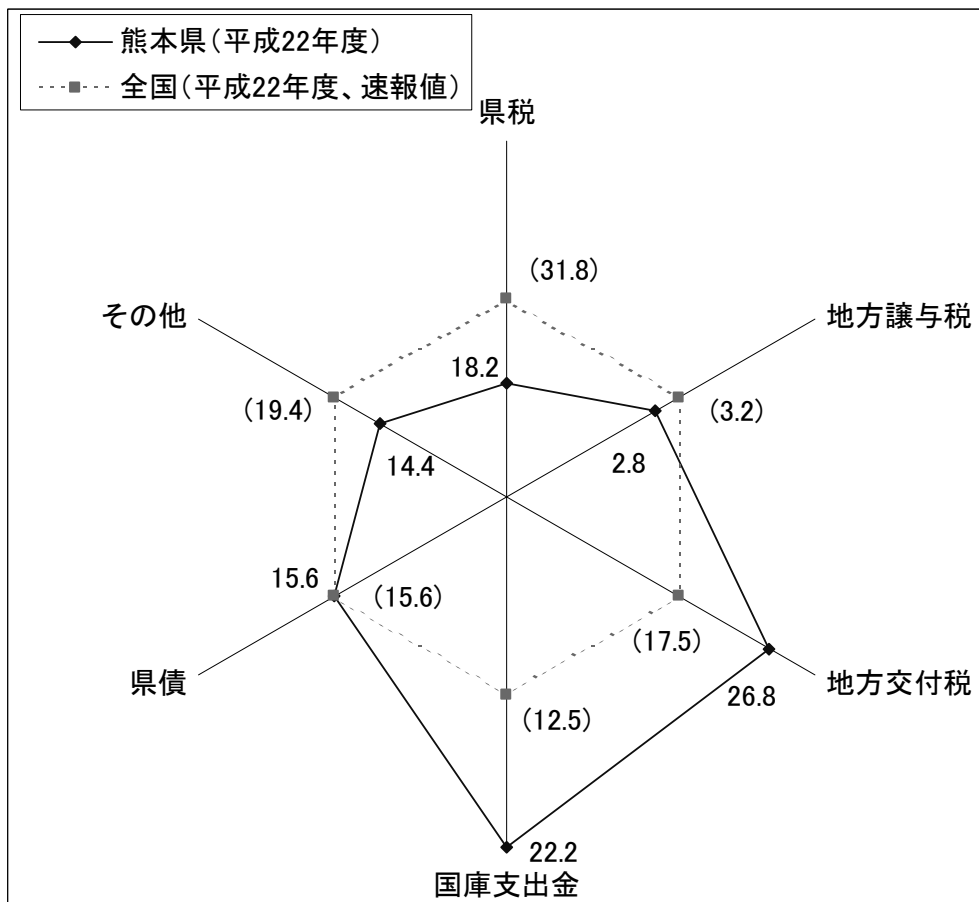 熊本県（平成22年度）
全国（平成22年度、速報値）
県税
（31.8）
18.2
その他
（19.4）
14.4
地方譲与税
（3.2）
2.8
15.6
（15.6）
県債
（17.5）
26.8
地方交付税
（12.5）
22.2
国庫支出金